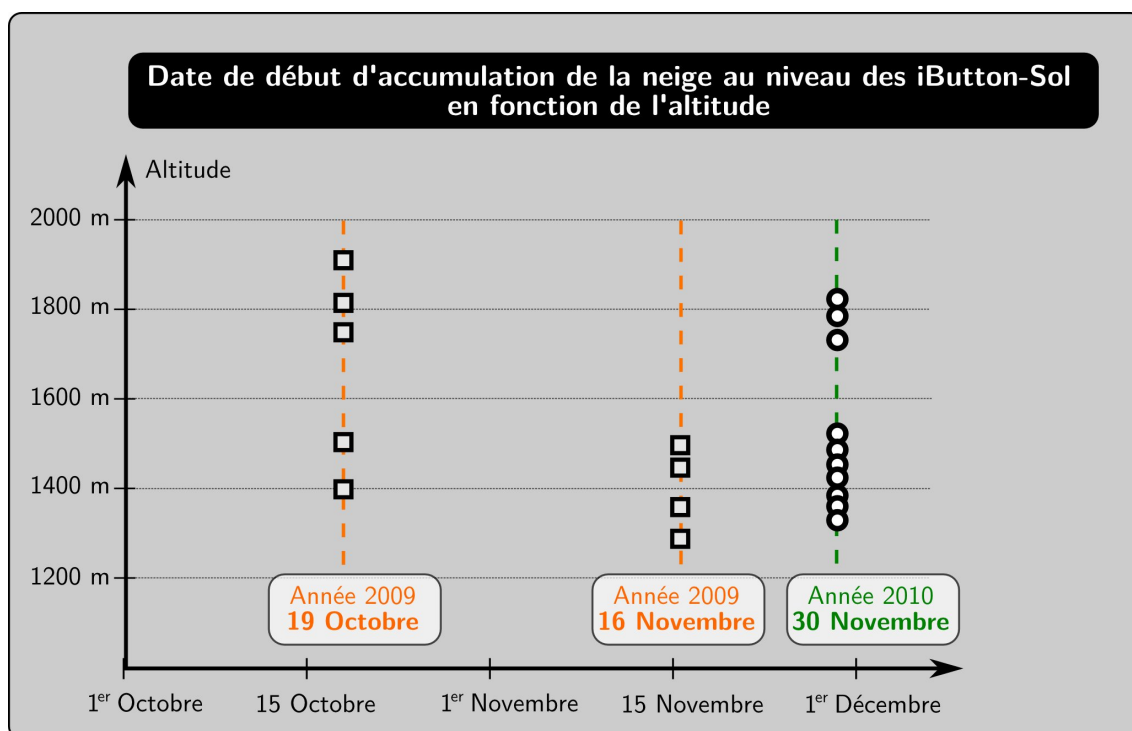 Date de début d'accumulation de la neige au niveau des iButton-Sol
en fonction de l'altitude
Altitude
2000 m
1800 m
1600 m
1400 m
1200 m
Année 2009
19 Octobre
Année 2009
16 Novembre
Année 2010
30 Novembre
1er Octobre
15 Octobre
1er Novembre
15 Novembre
1er Décembre